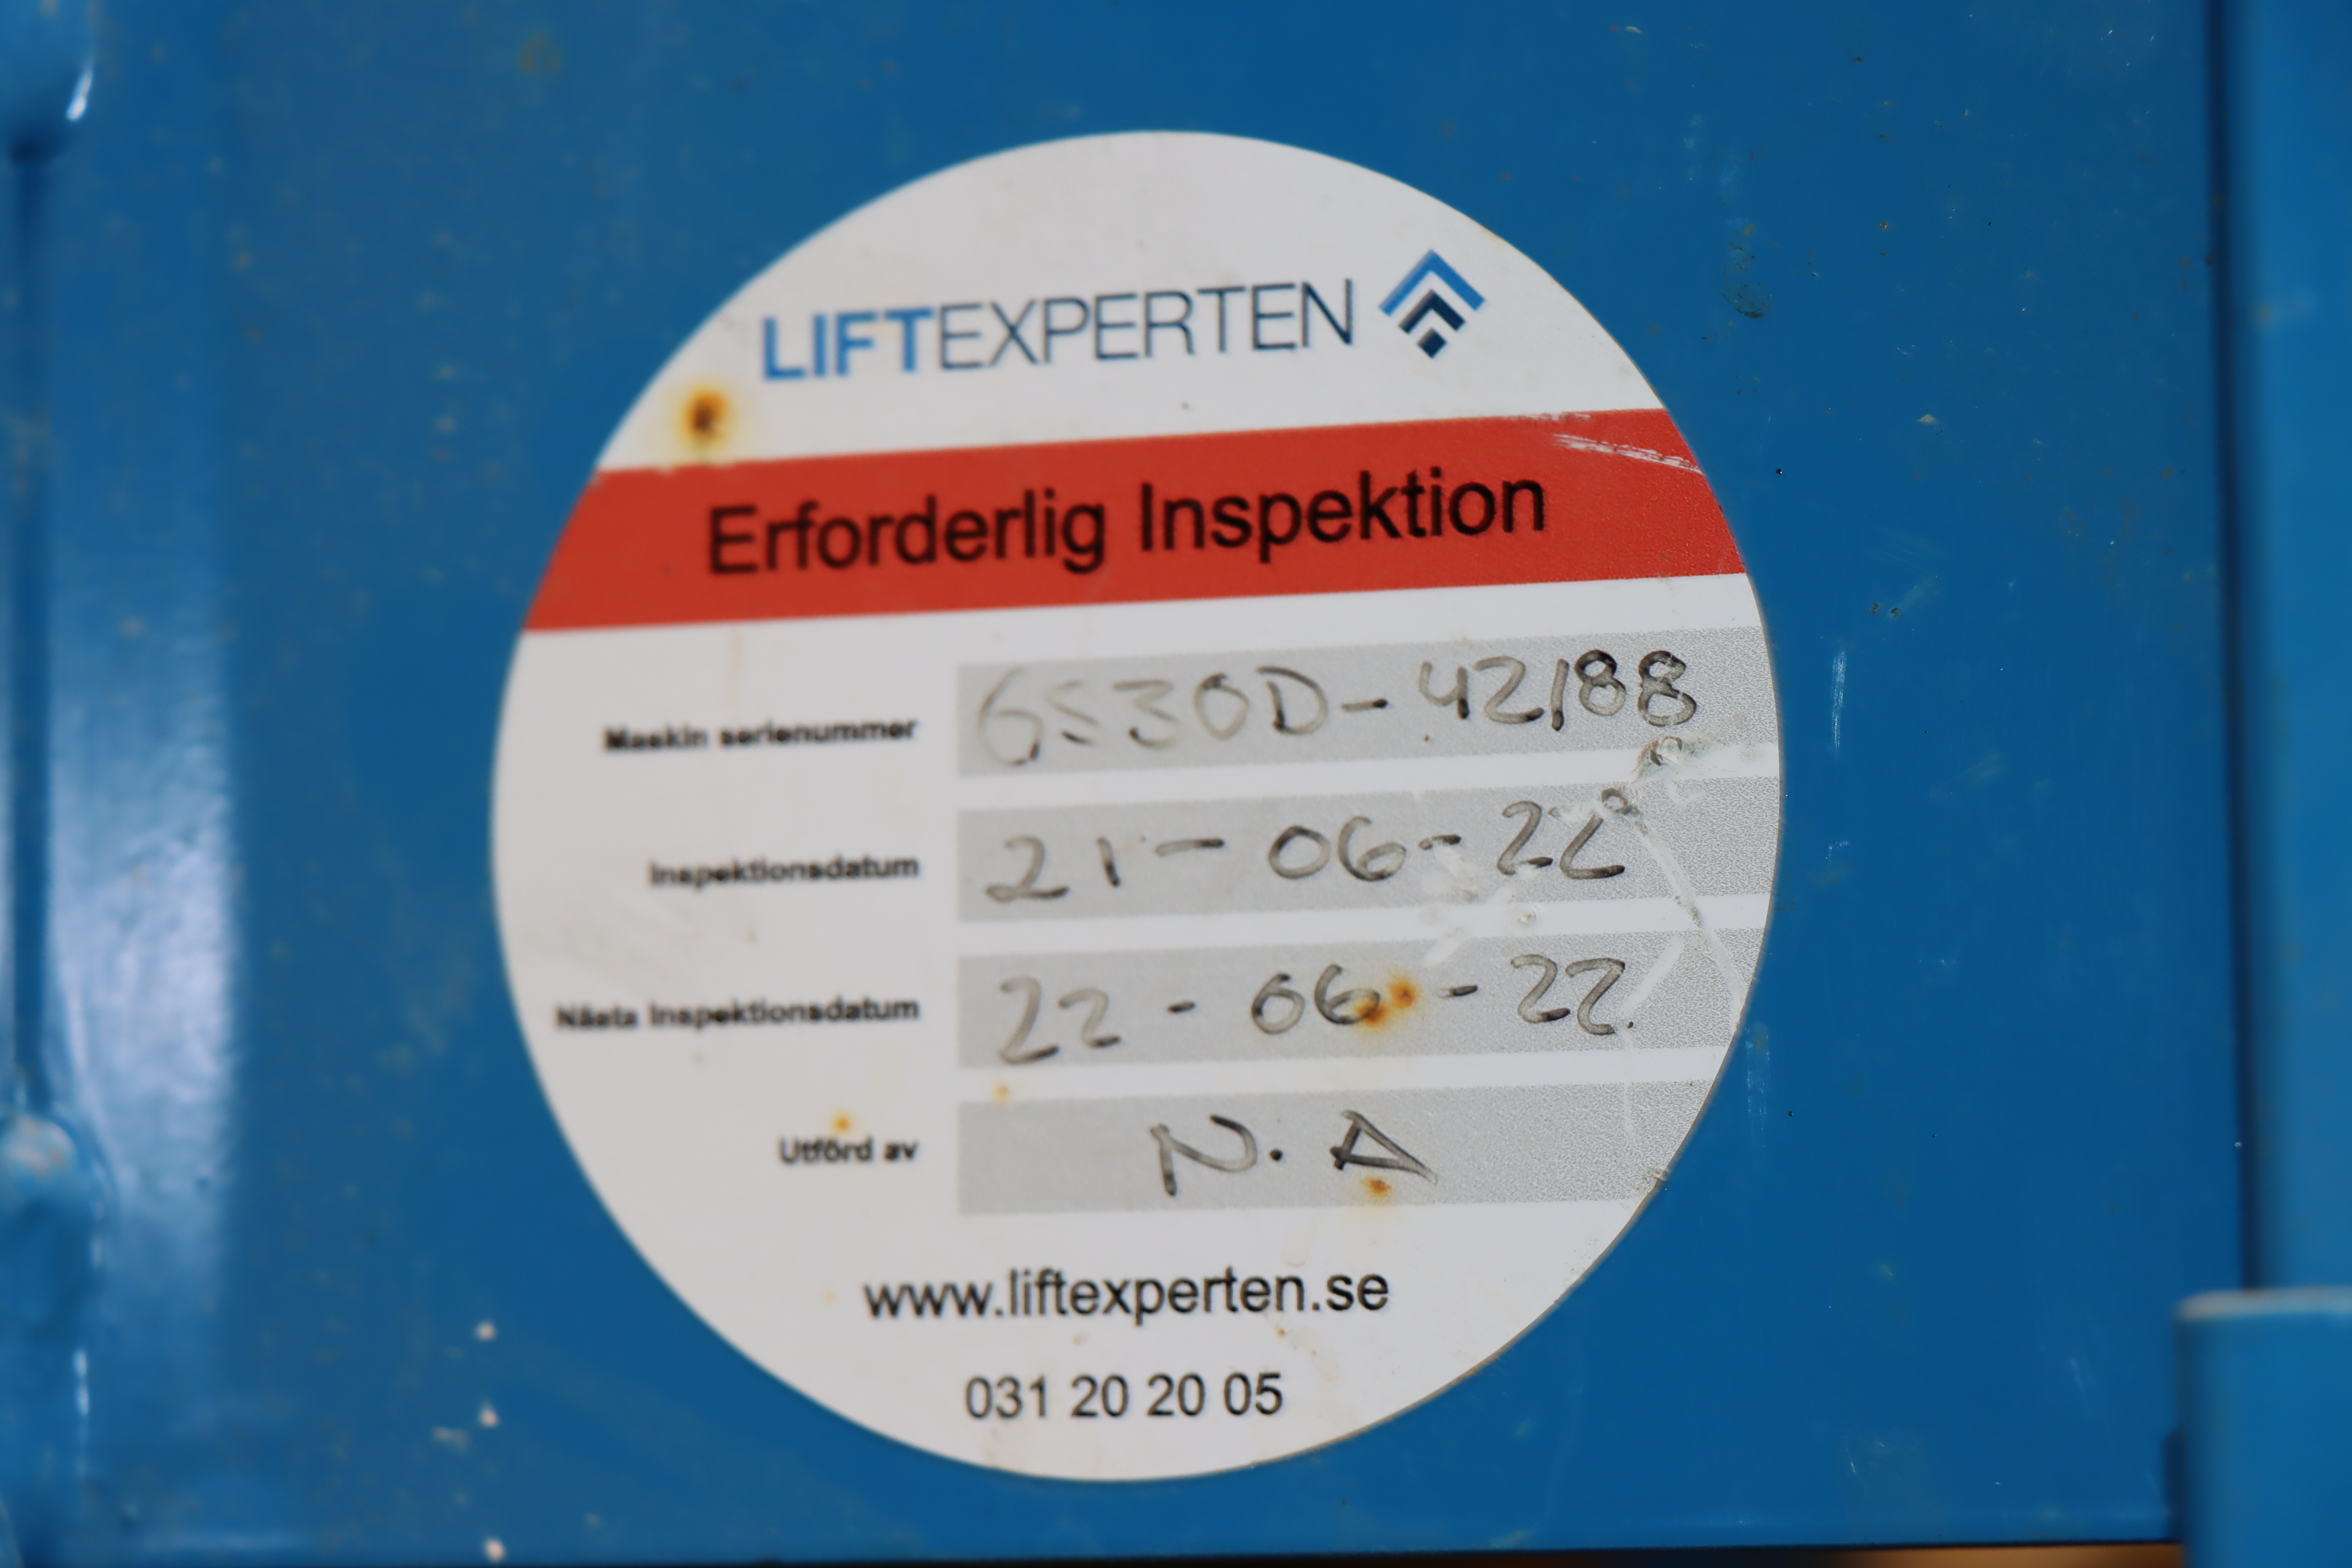 LIFTEXPERTEN
Erforderlig Inspektion
Maskin serienummer GS30D-42188
Inspektionsdatum 21-06-22
Nästa Inspektionsdatum 22-06-22
Utförd av N.A
www.liftexperten.se
031 20 20 05